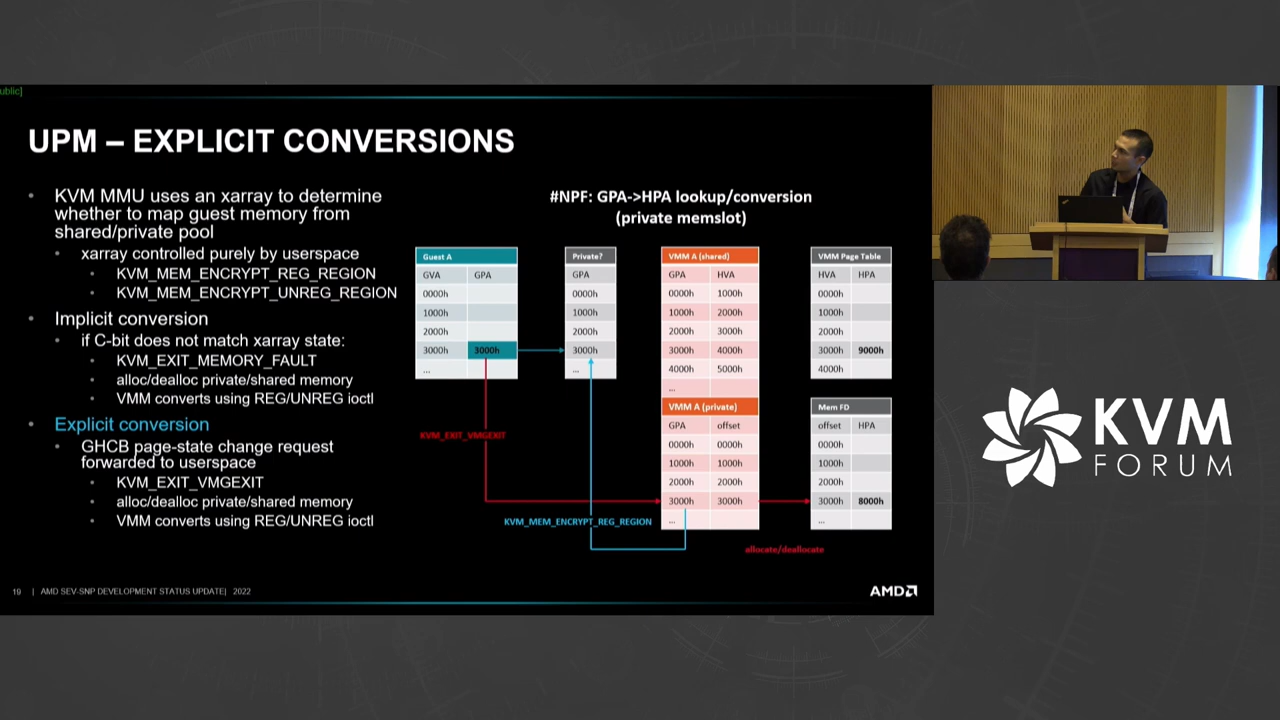 ublic]
UPM – EXPLICIT CONVERSIONS
• KVM MMU uses an xarray to determine
whether to map guest memory from
shared/private pool
• xarray controlled purely by userspace
• KVM_MEM_ENCRYPT_REG_REGION
• KVM_MEM_ENCRYPT_UNREG_REGION
• Implicit conversion
• if C-bit does not match xarray state:
• KVM_EXIT_MEMORY_FAULT
• alloc/dealloc private/shared memory
• VMM converts using REG/UNREG ioctl
• Explicit conversion
• GHCB page-state change request
forwarded to userspace
• KVM_EXIT_VMGEXIT
• alloc/dealloc private/shared memory
• VMM converts using REG/UNREG ioctl
#NPF: GPA->HPA lookup/conversion
(private memslot)
Guest A
GVA GPA
0000h
1000h
2000h
3000h 3000h
...
Private?
GPA
0000h
1000h
2000h
3000h
...
VMM A (shared)
GPA HVA
0000h 1000h
1000h 2000h
2000h 3000h
3000h 4000h
4000h 5000h
...
VMM Page Table
HVA HPA
0000h
1000h
2000h
3000h 9000h
4000h
VMM A (private)
GPA offset
0000h 0000h
1000h 1000h
2000h 2000h
3000h 3000h
...
Mem FD
offset HPA
0000h
1000h
2000h
3000h 8000h
...
KVM_EXIT_VMGEXIT
KVM_MEM_ENCRYPT_REG_REGION
allocate/deallocate
19 | AMD SEV-SNP DEVELOPMENT STATUS UPDATE| 2022
AMD
KVM
FORUM